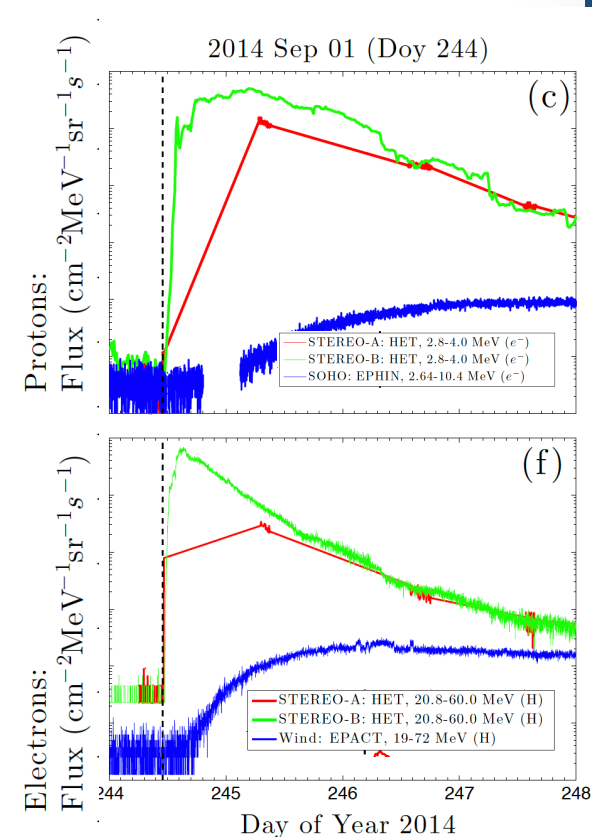 2014 Sep 01 (Doy 244)
(c)
Protons:
Flux (cm⁻²MeV⁻¹sr⁻¹s⁻¹)
STEREO-A: HET, 2.8-4.0 MeV (e⁻)
STEREO-B: HET, 2.8-4.0 MeV (e⁻)
SOHO: EPHIN, 2.64-10.4 MeV (e⁻)
(f)
Electrons:
Flux (cm⁻²MeV⁻¹sr⁻¹s⁻¹)
STEREO-A: HET, 20.8-60.0 MeV (H)
STEREO-B: HET, 20.8-60.0 MeV (H)
Wind: EPACT, 19-72 MeV (H)
244 245 246 247 248
Day of Year 2014